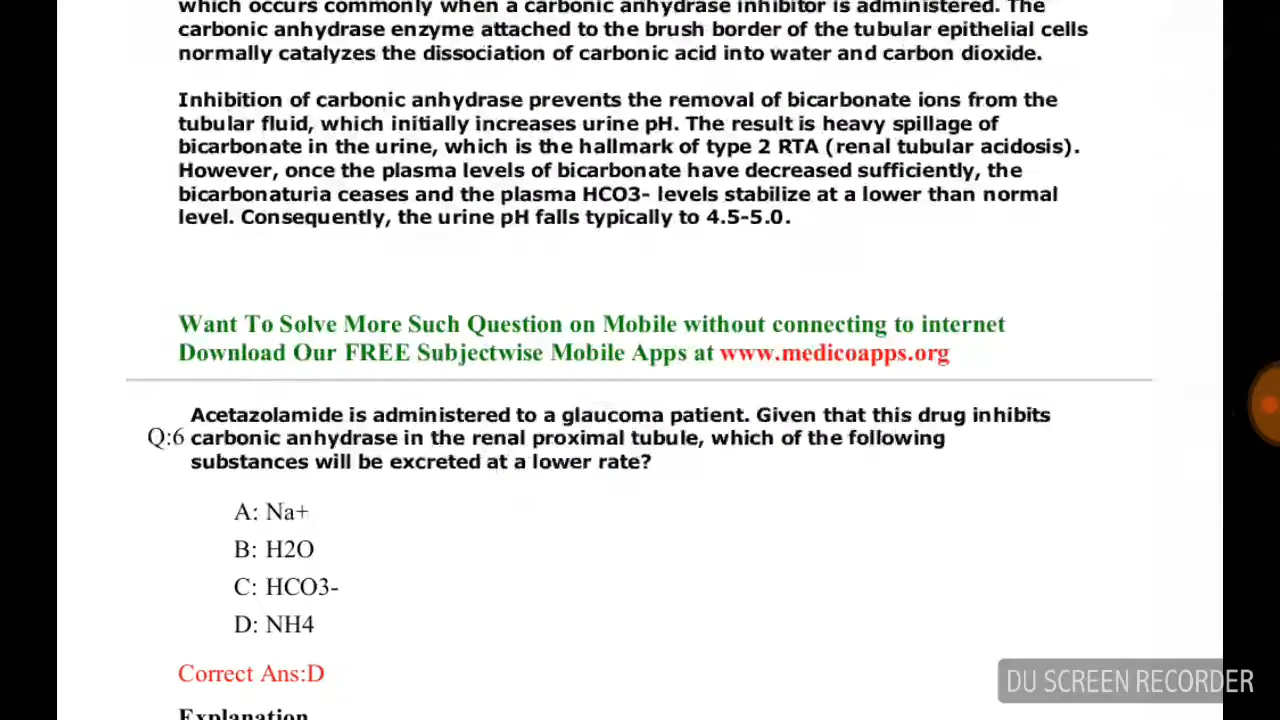 which occurs commonly when a carbonic anhydrase inhibitor is administered. The
carbonic anhydrase enzyme attached to the brush border of the tubular epithelial cells
normally catalyzes the dissociation of carbonic acid into water and carbon dioxide.
Inhibition of carbonic anhydrase prevents the removal of bicarbonate ions from the
tubular fluid, which initially increases urine pH. The result is heavy spillage of
bicarbonate in the urine, which is the hallmark of type 2 RTA (renal tubular acidosis).
However, once the plasma levels of bicarbonate have decreased sufficiently, the
bicarbonaturia ceases and the plasma HCO3- levels stabilize at a lower than normal
level. Consequently, the urine pH falls typically to 4.5-5.0.
Want To Solve More Such Question on Mobile without connecting to internet
Download Our FREE Subjectwise Mobile Apps at www.medicoapps.org
Acetazolamide is administered to a glaucoma patient. Given that this drug inhibits
Q:6 carbonic anhydrase in the renal proximal tubule, which of the following
substances will be excreted at a lower rate?
A: Na+
B: H2O
C: HCO3-
D: NH4
Correct Ans:D
Explanation
DU SCREEN RECORDER